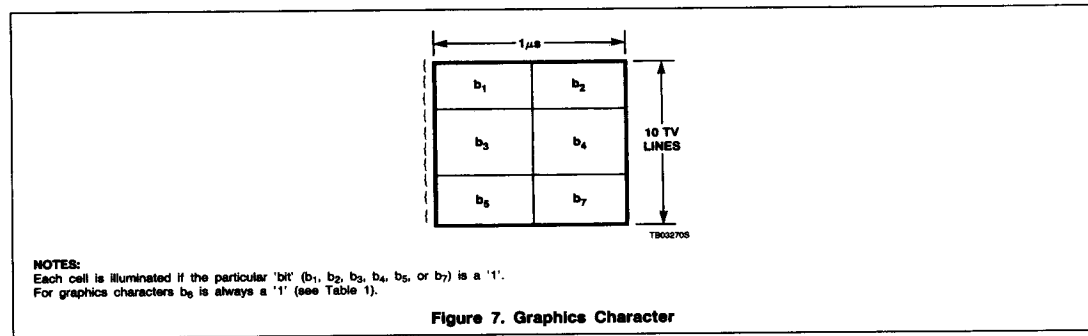 1μs
b₁ b₂
b₃ b₄
10 TV
LINES
b₅ b₇
TB03270S
NOTES:
Each cell is illuminated if the particular 'bit' (b₁, b₂, b₃, b₄, b₅, or b₇) is a '1'.
For graphics characters b₆ is always a '1' (see Table 1).
Figure 7. Graphics Character